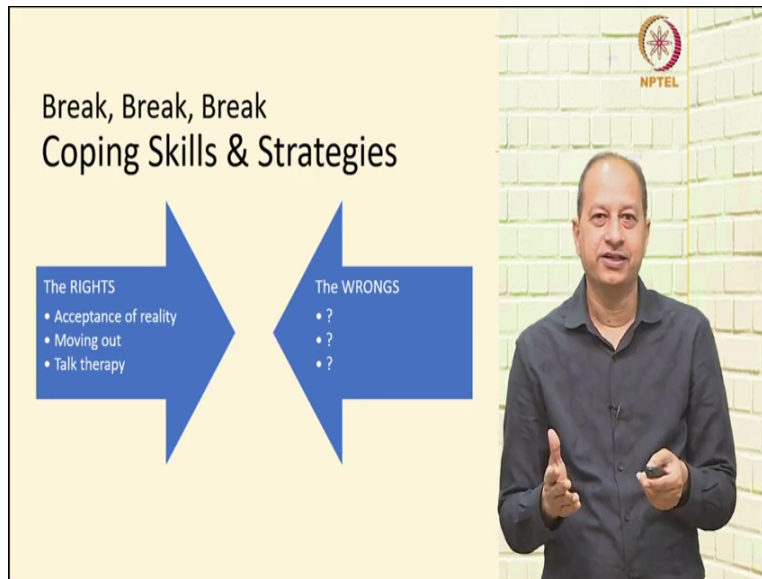 NPTEL
Break, Break, Break
Coping Skills & Strategies
The RIGHTS
• Acceptance of reality
• Moving out
• Talk therapy
The WRONGS
• ?
• ?
• ?